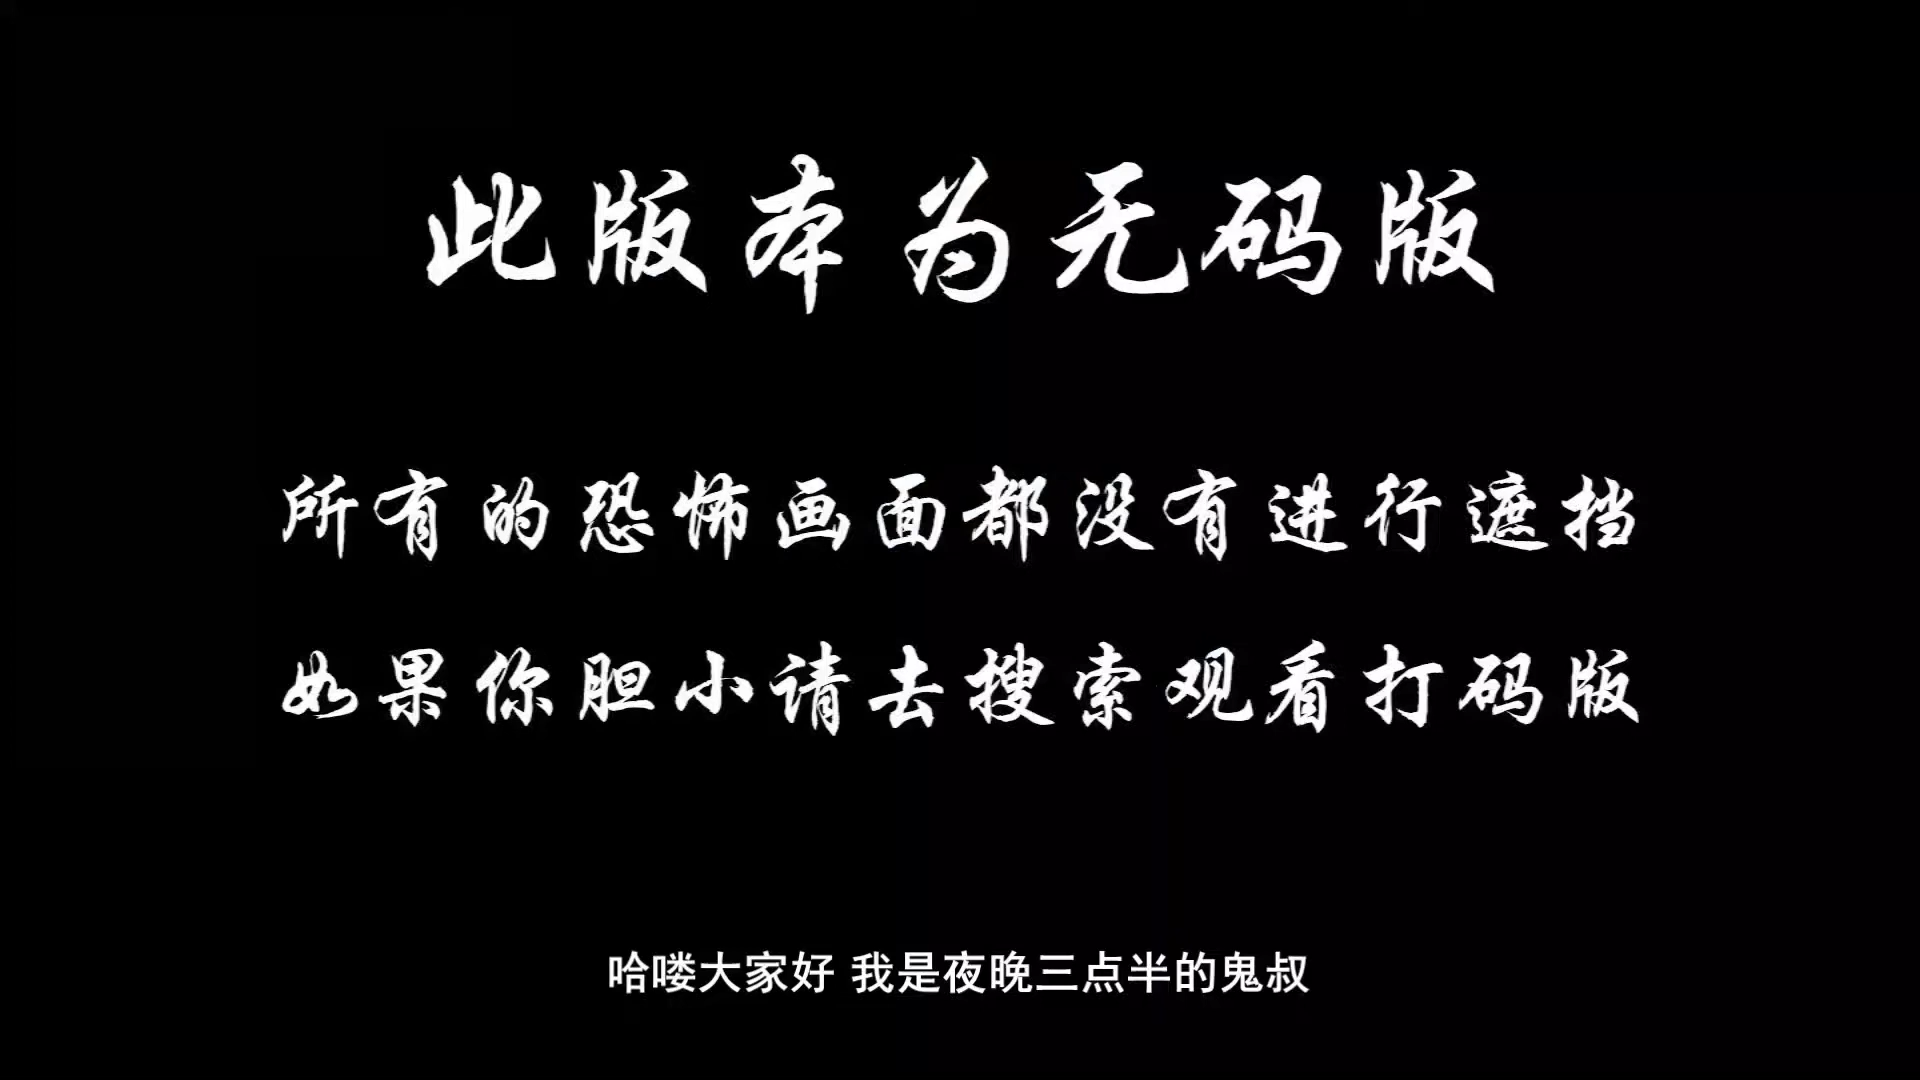 此版本为无码版
所有的恐怖画面都没有进行遮挡
如果你胆小请去搜索观看打码版
哈喽大家好 我是夜晚三点半的鬼叔